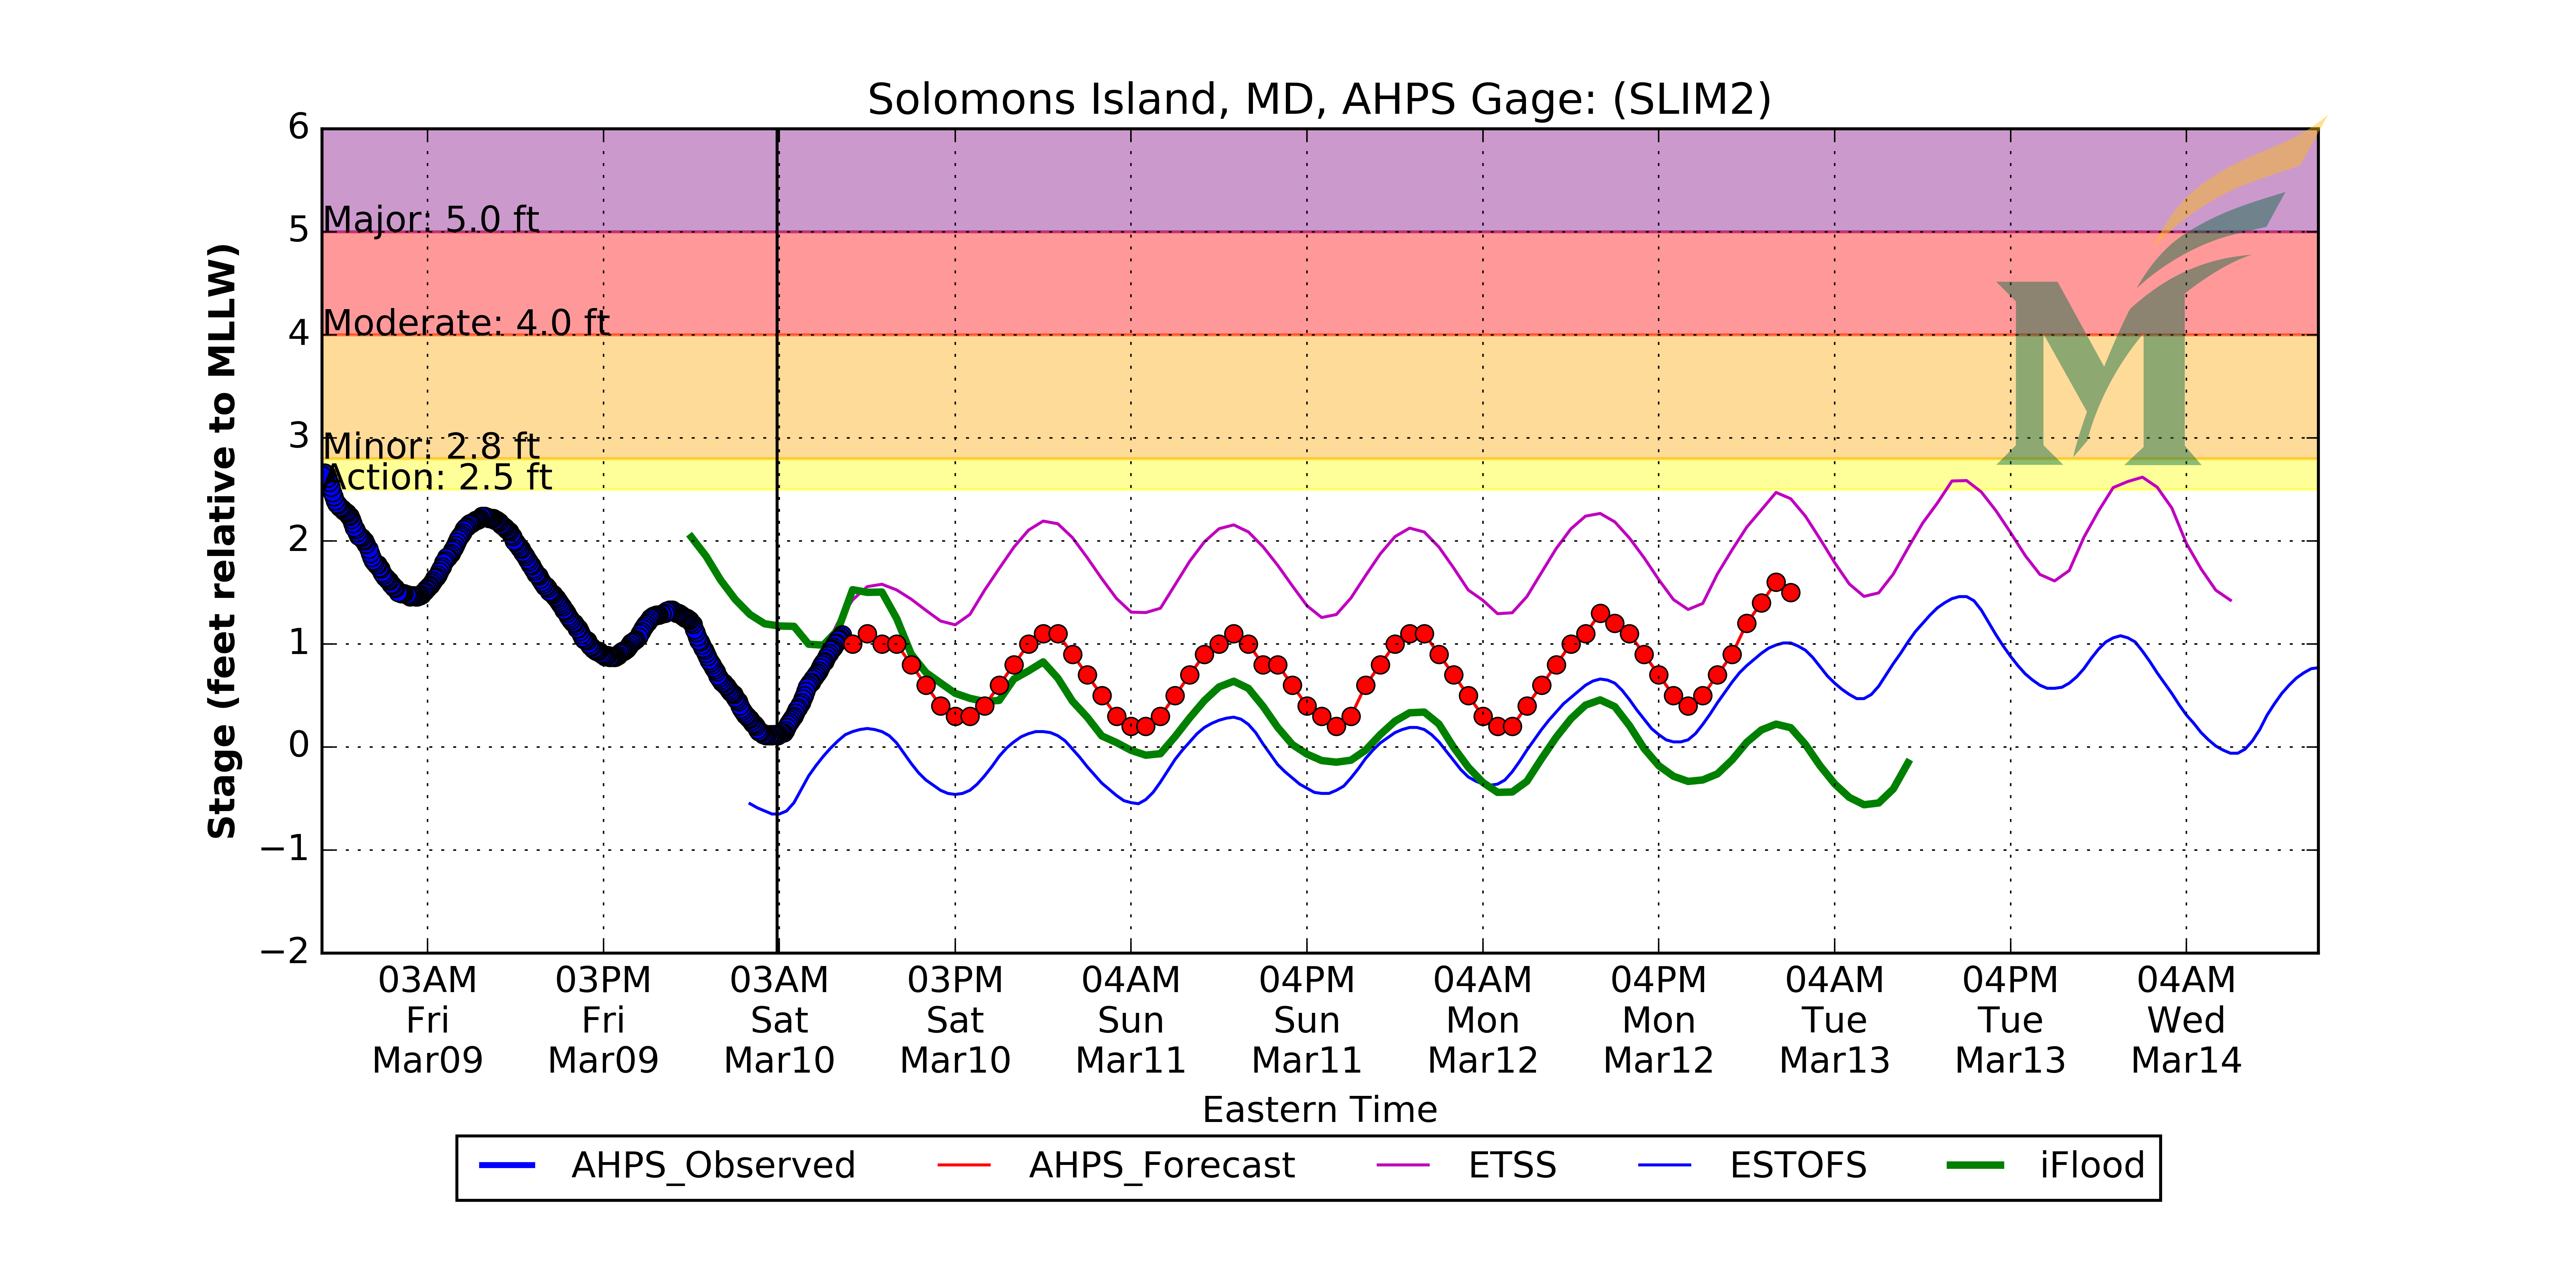 Solomons Island, MD, AHPS Gage: (SLIM2)
6
5
4
3
2
1
0
−1
−2
Stage (feet relative to MLLW)
Major: 5.0 ft
Moderate: 4.0 ft
Minor: 2.8 ft
Action: 2.5 ft
03AM 03PM 03AM 03PM 04AM 04PM 04AM 04PM 04AM 04PM 04AM
Fri Fri Sat Sat Sun Sun Mon Mon Tue Tue Wed
Mar09 Mar09 Mar10 Mar10 Mar11 Mar11 Mar12 Mar12 Mar13 Mar13 Mar14
Eastern Time
AHPS_Observed AHPS_Forecast ETSS ESTOFS iFlood
M